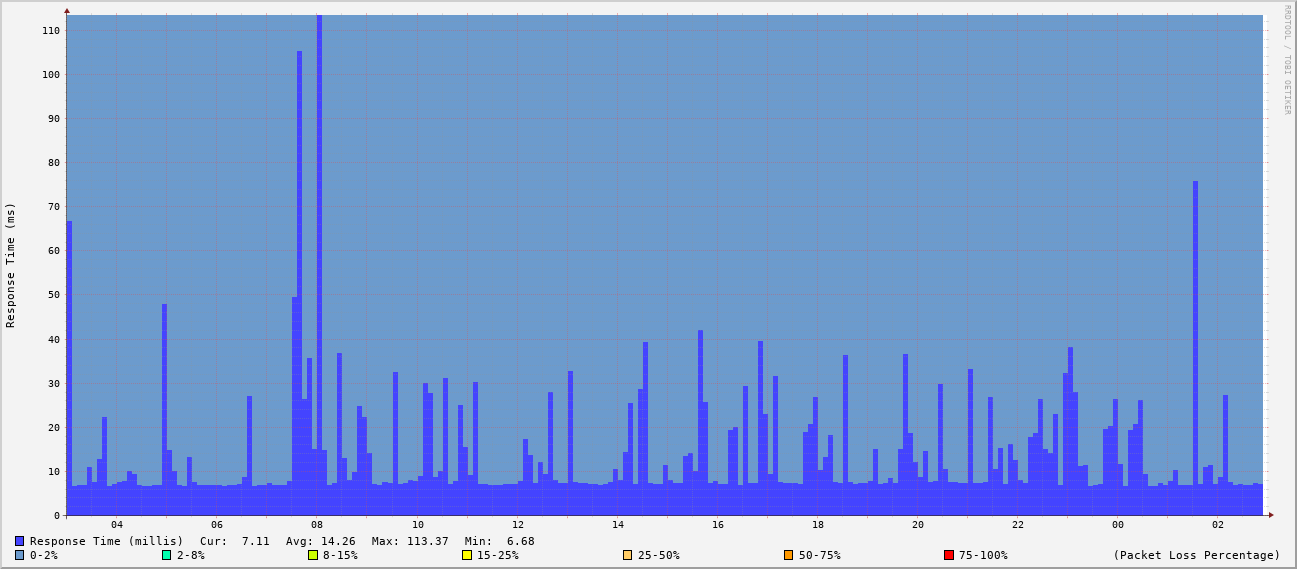 RRDTOOL / TOBI OETIKER
Response Time (ms)
110
100
90
80
70
60
50
40
30
20
10
0
04 06 08 10 12 14 16 18 20 22 00 02
Response Time (millis) Cur: 7.11 Avg: 14.26 Max: 113.37 Min: 6.68
0-2% 2-8% 8-15% 15-25% 25-50% 50-75% 75-100% (Packet Loss Percentage)